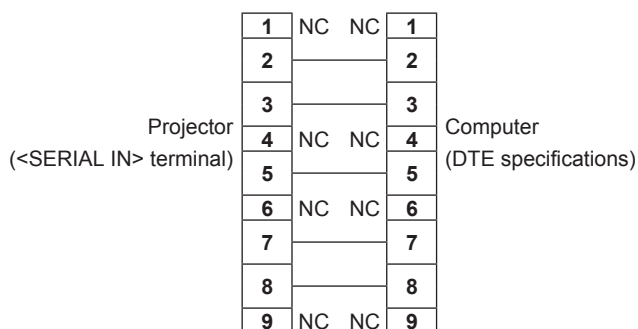 1 NC NC 1
2 2
3 3
Projector
(<SERIAL IN> terminal)
4 NC NC 4
Computer
(DTE specifications)
5 5
6 NC NC 6
7 7
8 8
9 NC NC 9